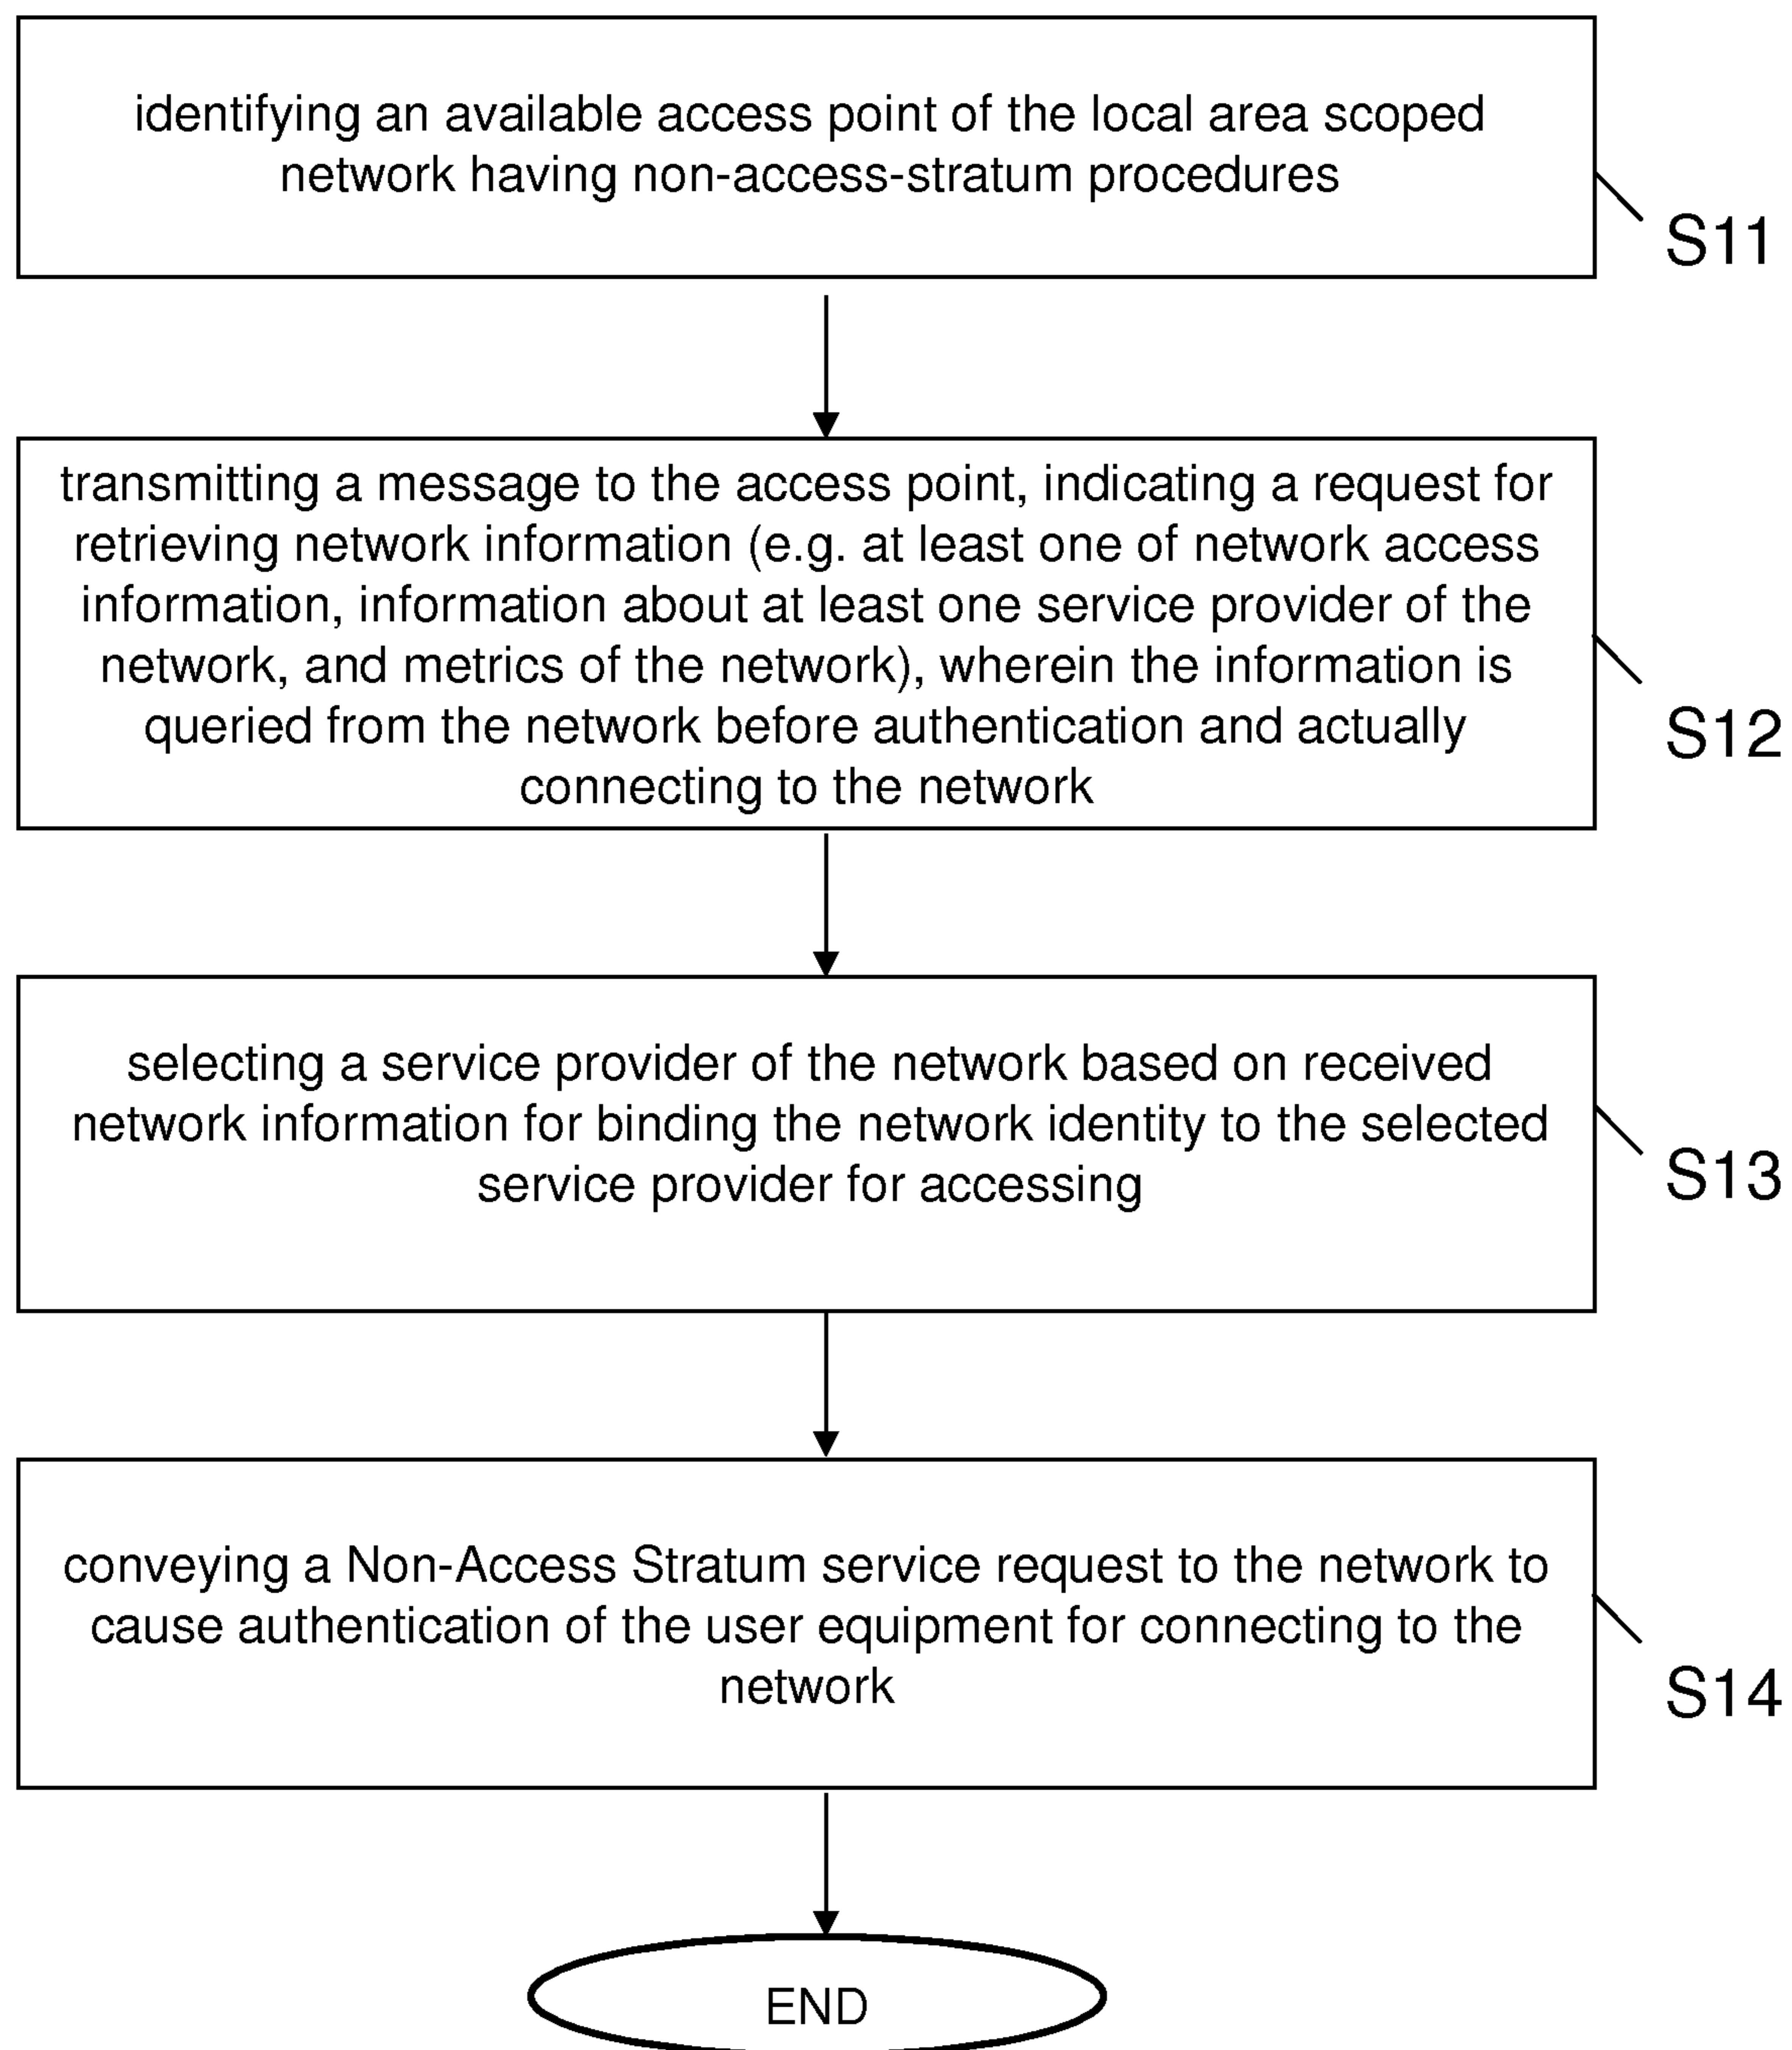 identifying an available access point of the local area scoped
network having non-access-stratum procedures
S11
transmitting a message to the access point, indicating a request for
retrieving network information (e.g. at least one of network access
information, information about at least one service provider of the
network, and metrics of the network), wherein the information is
queried from the network before authentication and actually
connecting to the network
S12
selecting a service provider of the network based on received
network information for binding the network identity to the selected
service provider for accessing
S13
conveying a Non-Access Stratum service request to the network to
cause authentication of the user equipment for connecting to the
network
S14
END